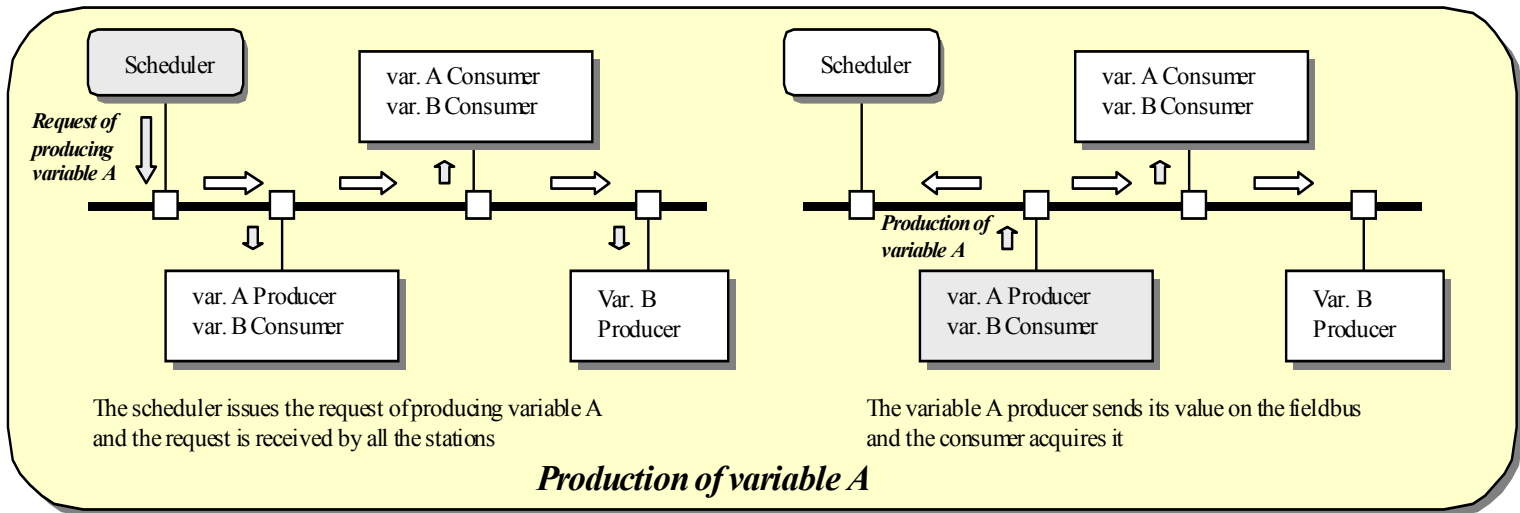 Scheduler
var. A Consumer
var. B Consumer
Request of
producing
variable A
var. A Producer
var. B Consumer
Var. B
Producer
The scheduler issues the request of producing variable A
and the request is received by all the stations
Scheduler
var. A Consumer
var. B Consumer
Production of
variable A
var. A Producer
var. B Consumer
Var. B
Producer
The variable A producer sends its value on the fieldbus
and the consumer acquires it
Production of variable A